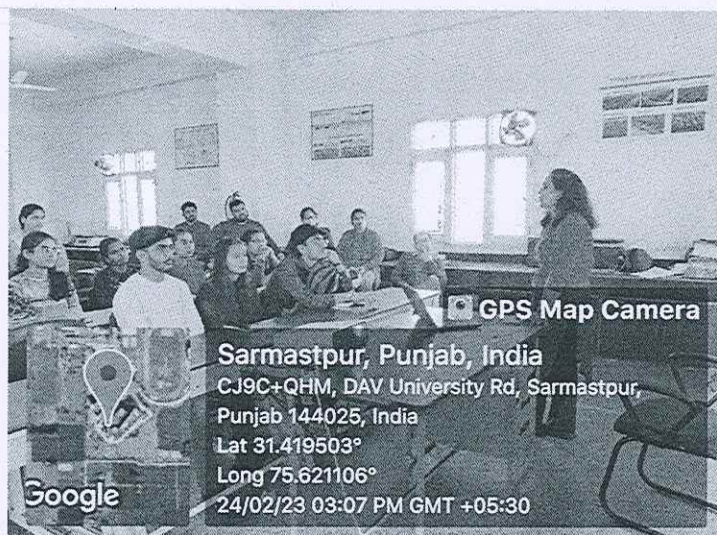 GPS Map Camera
Sarmastpur, Punjab, India
CJ9C+QHM, DAV University Rd, Sarmastpur,
Punjab 144025, India
Lat 31.419503°
Long 75.621106°
24/02/23 03:07 PM GMT +05:30
Google